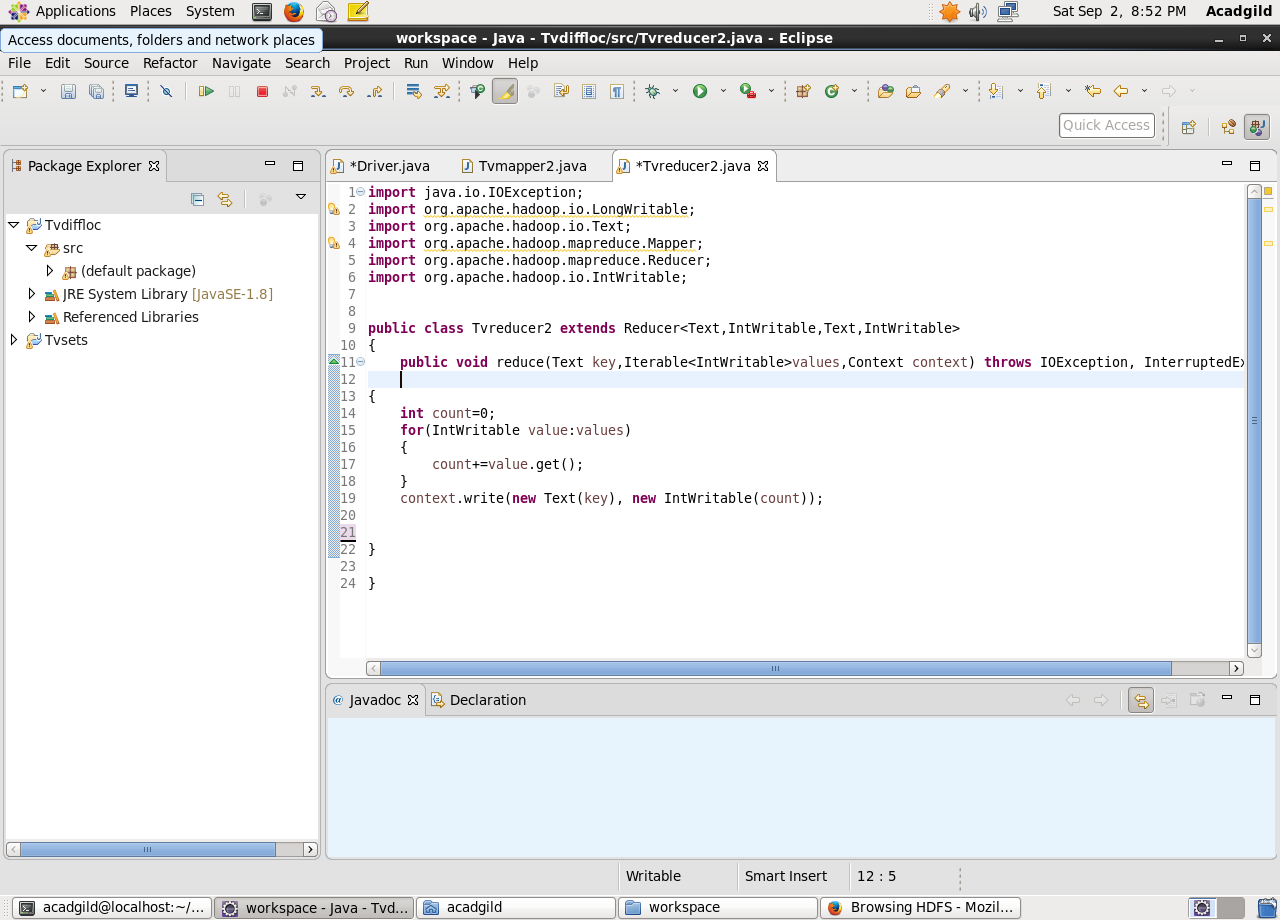 Applications Places System Sat Sep 2, 8:52 PM Acadgild
Access documents, folders and network places
workspace - Java - Tvdiffloc/src/Tvreducer2.java - Eclipse
File Edit Source Refactor Navigate Search Project Run Window Help
Quick Access
Package Explorer
Tvdiffloc
src
(default package)
JRE System Library [JavaSE-1.8]
Referenced Libraries
Tvsets
*Driver.java Tvmapper2.java *Tvreducer2.java
1 import java.io.IOException;
2 import org.apache.hadoop.io.LongWritable;
3 import org.apache.hadoop.io.Text;
4 import org.apache.hadoop.mapreduce.Mapper;
5 import org.apache.hadoop.mapreduce.Reducer;
6 import org.apache.hadoop.io.IntWritable;
7
8
9 public class Tvreducer2 extends Reducer<Text,IntWritable,Text,IntWritable>
10 {
11 public void reduce(Text key,Iterable<IntWritable>values,Context context) throws IOException, InterruptedEx
12
13 {
14 int count=0;
15 for(IntWritable value:values)
16 {
17 count+=value.get();
18 }
19 context.write(new Text(key), new IntWritable(count));
20
21
22 }
23
24 }
@ Javadoc Declaration
Writable Smart Insert 12 : 5
acadgild@localhost:~/... workspace - Java - Tvd... acadgild workspace Browsing HDFS - Mozil...